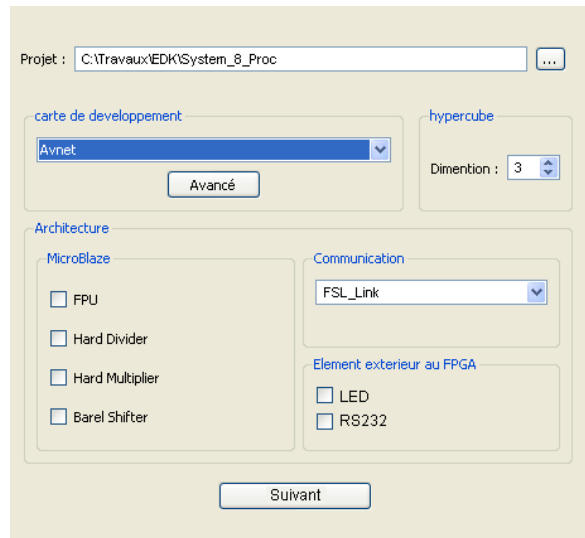 Projet : C:\Travaux\EDK\System_8_Proc ...
carte de developpement
Avnet
Avancé
hypercube
Dimention : 3
Architecture
MicroBlaze
FPU
Hard Divider
Hard Multiplier
Barel Shifter
Communication
FSL_Link
Element exterieur au FPGA
LED
RS232
Suivant